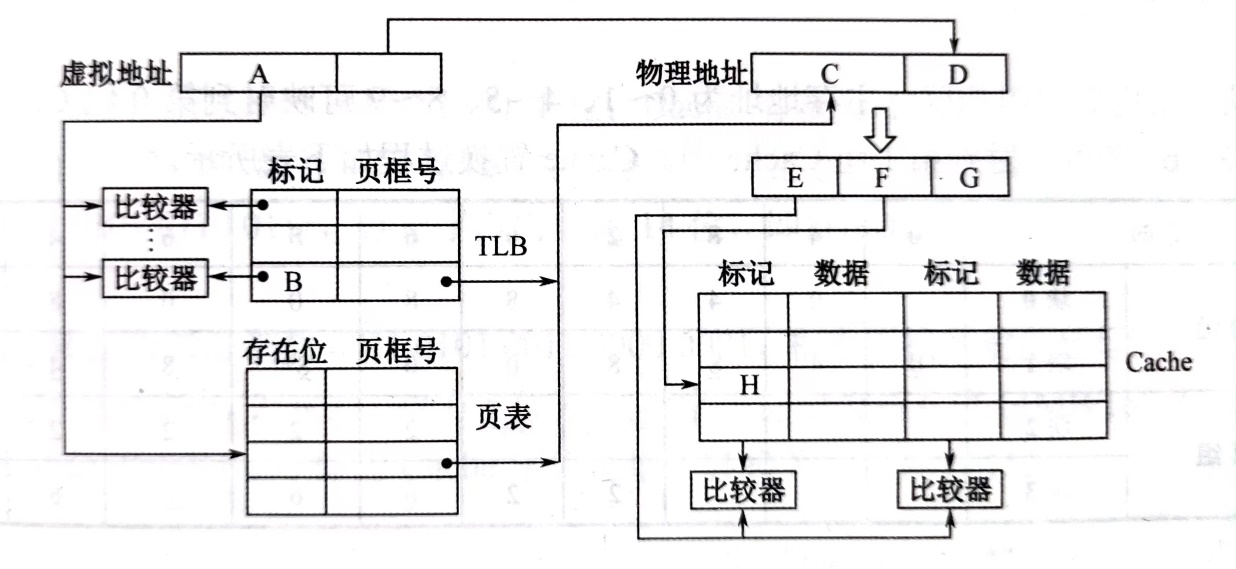 虚拟地址 A
物理地址 C D
E F G
标记 页框号
比较器
TLB
比较器 B
标记 数据 标记 数据
H
Cache
存在位 页框号
页表
比较器 比较器